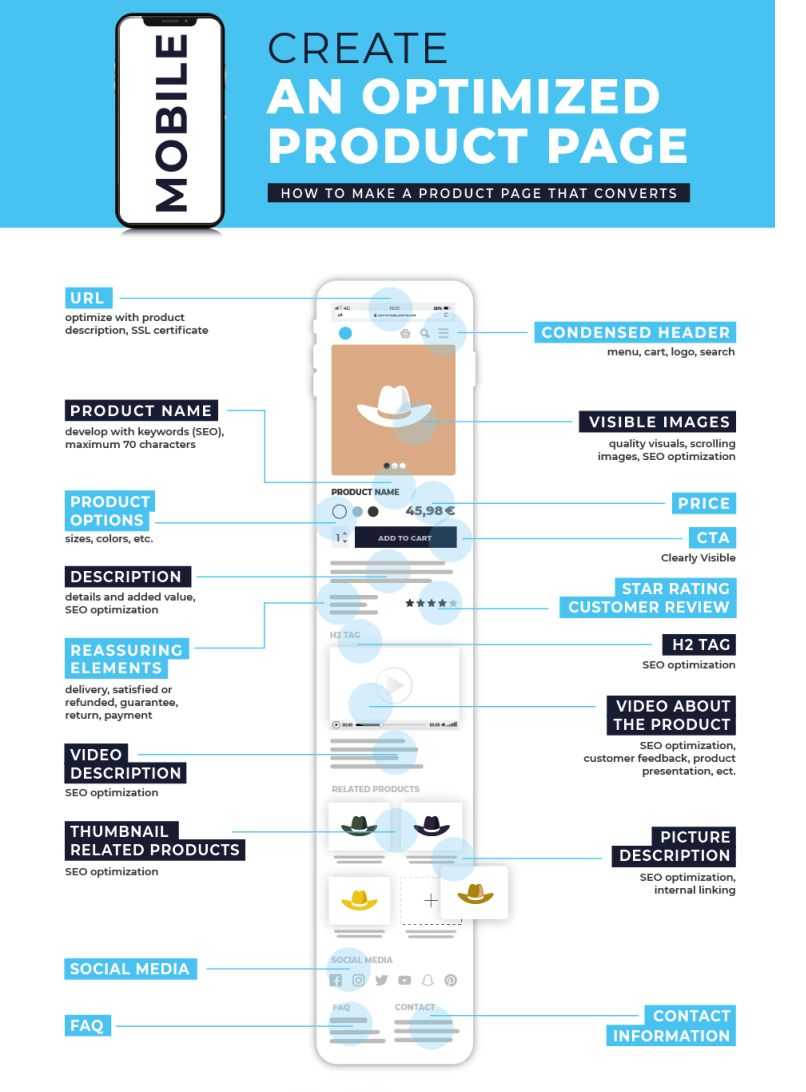 MOBILE
CREATE
AN OPTIMIZED
PRODUCT PAGE
HOW TO MAKE A PRODUCT PAGE THAT CONVERTS
URL
optimize with product
description, SSL certificate
PRODUCT NAME
develop with keywords (SEO),
maximum 70 characters
PRODUCT
OPTIONS
sizes, colors, etc.
DESCRIPTION
details and added value,
SEO optimization
REASSURING
ELEMENTS
delivery, satisfied or
refunded, guarantee,
return, payment
VIDEO
DESCRIPTION
SEO optimization
THUMBNAIL
RELATED PRODUCTS
SEO optimization
SOCIAL MEDIA
FAQ
4G
PRODUCT NAME
45,98 €
1
ADD TO CART
H2 TAG
RELATED PRODUCTS
SOCIAL MEDIA
FAQ
CONTACT
CONDENSED HEADER
menu, cart, logo, search
VISIBLE IMAGES
quality visuals, scrolling
images, SEO optimization
PRICE
CTA
Clearly Visible
STAR RATING
CUSTOMER REVIEW
H2 TAG
SEO optimization
VIDEO ABOUT
THE PRODUCT
SEO optimization,
customer feedback, product
presentation, ect.
PICTURE
DESCRIPTION
SEO optimization,
internal linking
CONTACT
INFORMATION